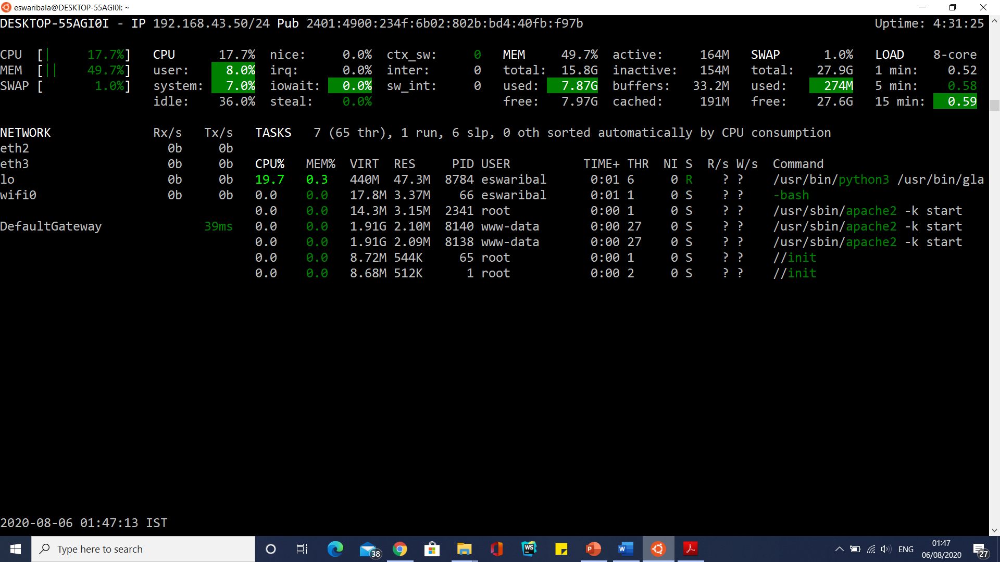 eswaribala@DESKTOP-55AGI0I: ~
DESKTOP-55AGI0I - IP 192.168.43.50/24 Pub 2401:4900:234f:6b02:802b:bd4:40fb:f97b Uptime: 4:31:25
CPU [| 17.7%] CPU 17.7% nice: 0.0% ctx_sw: 0 MEM 49.7% active: 164M SWAP 1.0% LOAD 8-core
MEM [|| 49.7%] user: 8.0% irq: 0.0% inter: 0 total: 15.8G inactive: 154M total: 27.9G 1 min: 0.52
SWAP [ 1.0%] system: 7.0% iowait: 0.0% sw_int: 0 used: 7.87G buffers: 33.2M used: 274M 5 min: 0.58
idle: 36.0% steal: 0.0% free: 7.97G cached: 191M free: 27.6G 15 min: 0.59
NETWORK Rx/s Tx/s TASKS 7 (65 thr), 1 run, 6 slp, 0 oth sorted automatically by CPU consumption
eth2 0b 0b
eth3 0b 0b CPU% MEM% VIRT RES PID USER TIME+ THR NI S R/s W/s Command
lo 0b 0b 19.7 0.3 440M 47.3M 8784 eswaribal 0:01 6 0 R ? ? /usr/bin/python3 /usr/bin/gla
wifi0 0b 0b 0.0 0.0 17.8M 3.37M 66 eswaribal 0:01 1 0 S ? ? -bash
0.0 0.0 14.3M 3.15M 2341 root 0:00 1 0 S ? ? /usr/sbin/apache2 -k start
DefaultGateway 39ms 0.0 0.0 1.91G 2.10M 8140 www-data 0:00 27 0 S ? ? /usr/sbin/apache2 -k start
0.0 0.0 1.91G 2.09M 8138 www-data 0:00 27 0 S ? ? /usr/sbin/apache2 -k start
0.0 0.0 8.72M 544K 65 root 0:00 1 0 S ? ? //init
0.0 0.0 8.68M 512K 1 root 0:00 2 0 S ? ? //init
2020-08-06 01:47:13 IST
Type here to search 38 WS P W ENG 01:47 27
06/08/2020